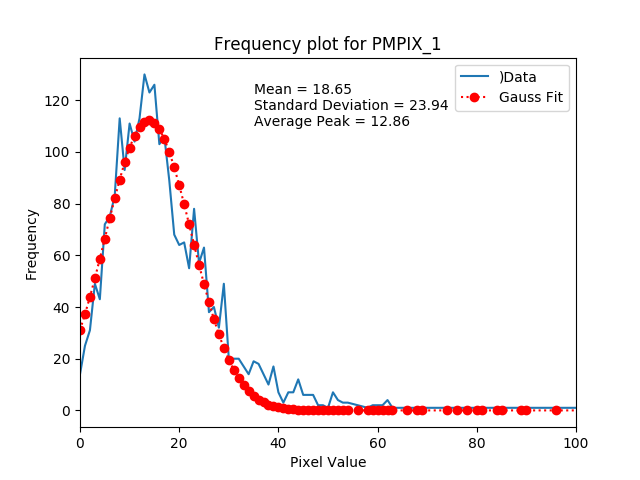 Frequency plot for PMPIX_1
Mean = 18.65
Standard Deviation = 23.94
Average Peak = 12.86
)Data
Gauss Fit
Frequency
120
100
80
60
40
20
0
0 20 40 60 80 100
Pixel Value